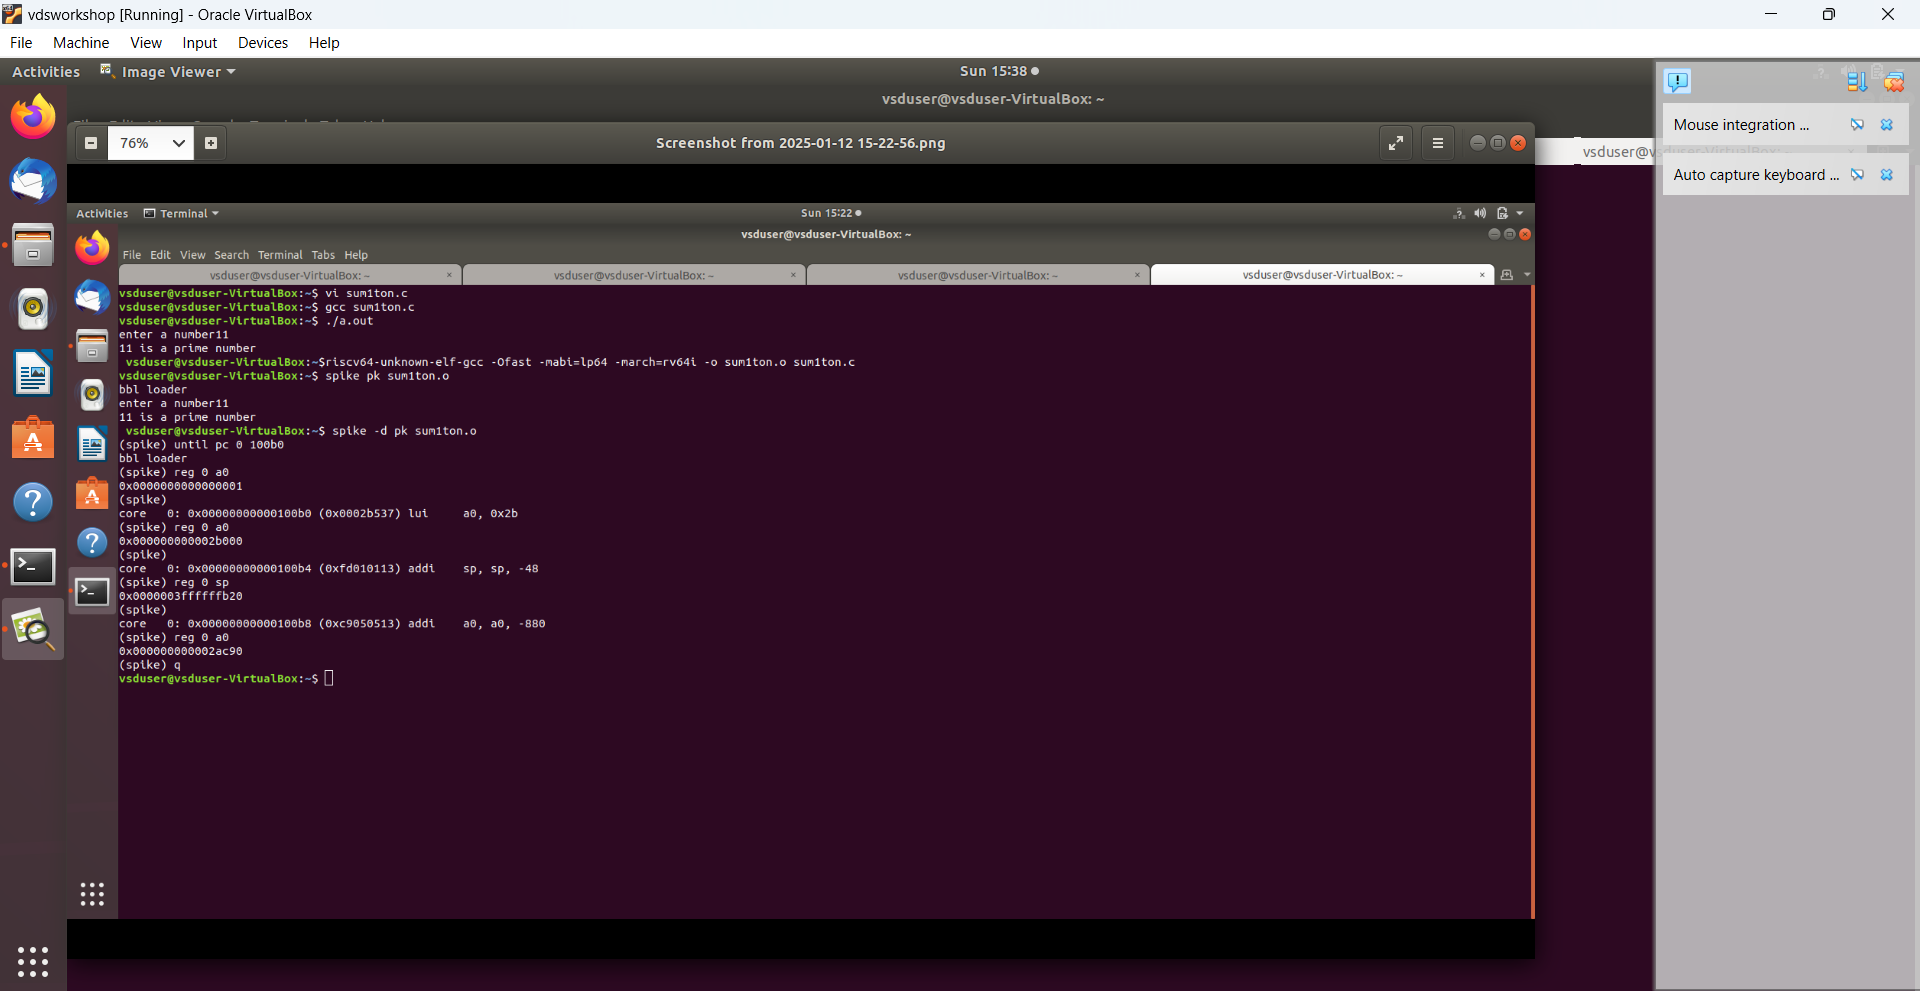 vdsworkshop [Running] - Oracle VirtualBox
File Machine View Input Devices Help
Activities Image Viewer Sun 15:38
vsduser@vsduser-VirtualBox: ~
76% Screenshot from 2025-01-12 15-22-56.png
vsduser@v
Mouse integration ...
Auto capture keyboard ...
Activities Terminal Sun 15:22
vsduser@vsduser-VirtualBox: ~
File Edit View Search Terminal Tabs Help
vsduser@vsduser-VirtualBox: ~ vsduser@vsduser-VirtualBox: ~ vsduser@vsduser-VirtualBox: ~ vsduser@vsduser-VirtualBox: ~
vsduser@vsduser-VirtualBox:~$ vi sum1ton.c
vsduser@vsduser-VirtualBox:~$ gcc sum1ton.c
vsduser@vsduser-VirtualBox:~$ ./a.out
enter a number11
11 is a prime number
vsduser@vsduser-VirtualBox:~$riscv64-unknown-elf-gcc -Ofast -mabi=lp64 -march=rv64i -o sum1ton.o sum1ton.c
vsduser@vsduser-VirtualBox:~$ spike pk sum1ton.o
bbl loader
enter a number11
11 is a prime number
vsduser@vsduser-VirtualBox:~$ spike -d pk sum1ton.o
(spike) until pc 0 100b0
bbl loader
(spike) reg 0 a0
0x0000000000000001
(spike)
core   0: 0x00000000000100b0 (0x0002b537) lui     a0, 0x2b
(spike) reg 0 a0
0x000000000002b000
(spike)
core   0: 0x00000000000100b4 (0xfd010113) addi    sp, sp, -48
(spike) reg 0 sp
0x0000003ffffffb20
(spike)
core   0: 0x00000000000100b8 (0xc9050513) addi    a0, a0, -880
(spike) reg 0 a0
0x000000000002ac90
(spike) q
vsduser@vsduser-VirtualBox:~$